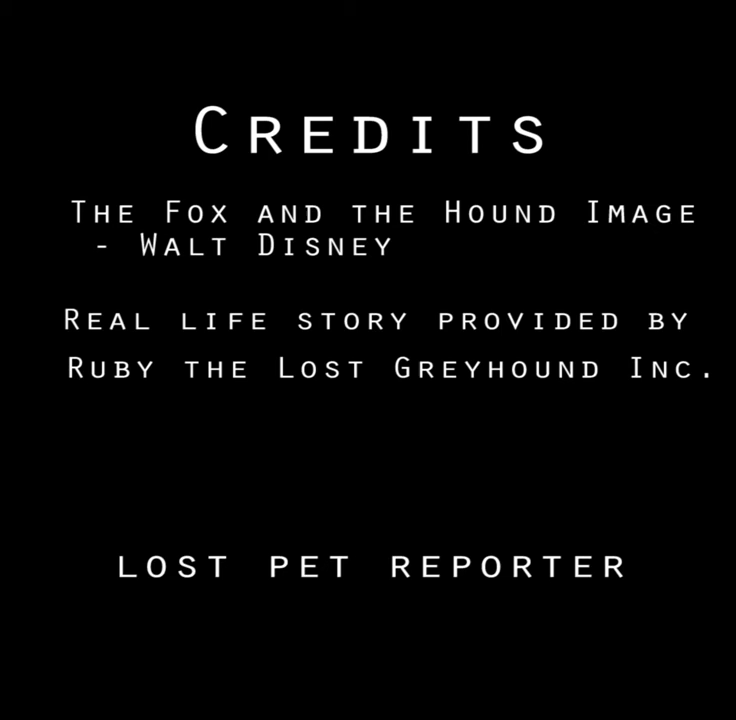 Credits
The Fox and the Hound Image
- Walt Disney
Real life story provided by
Ruby the Lost Greyhound Inc.
lost pet reporter